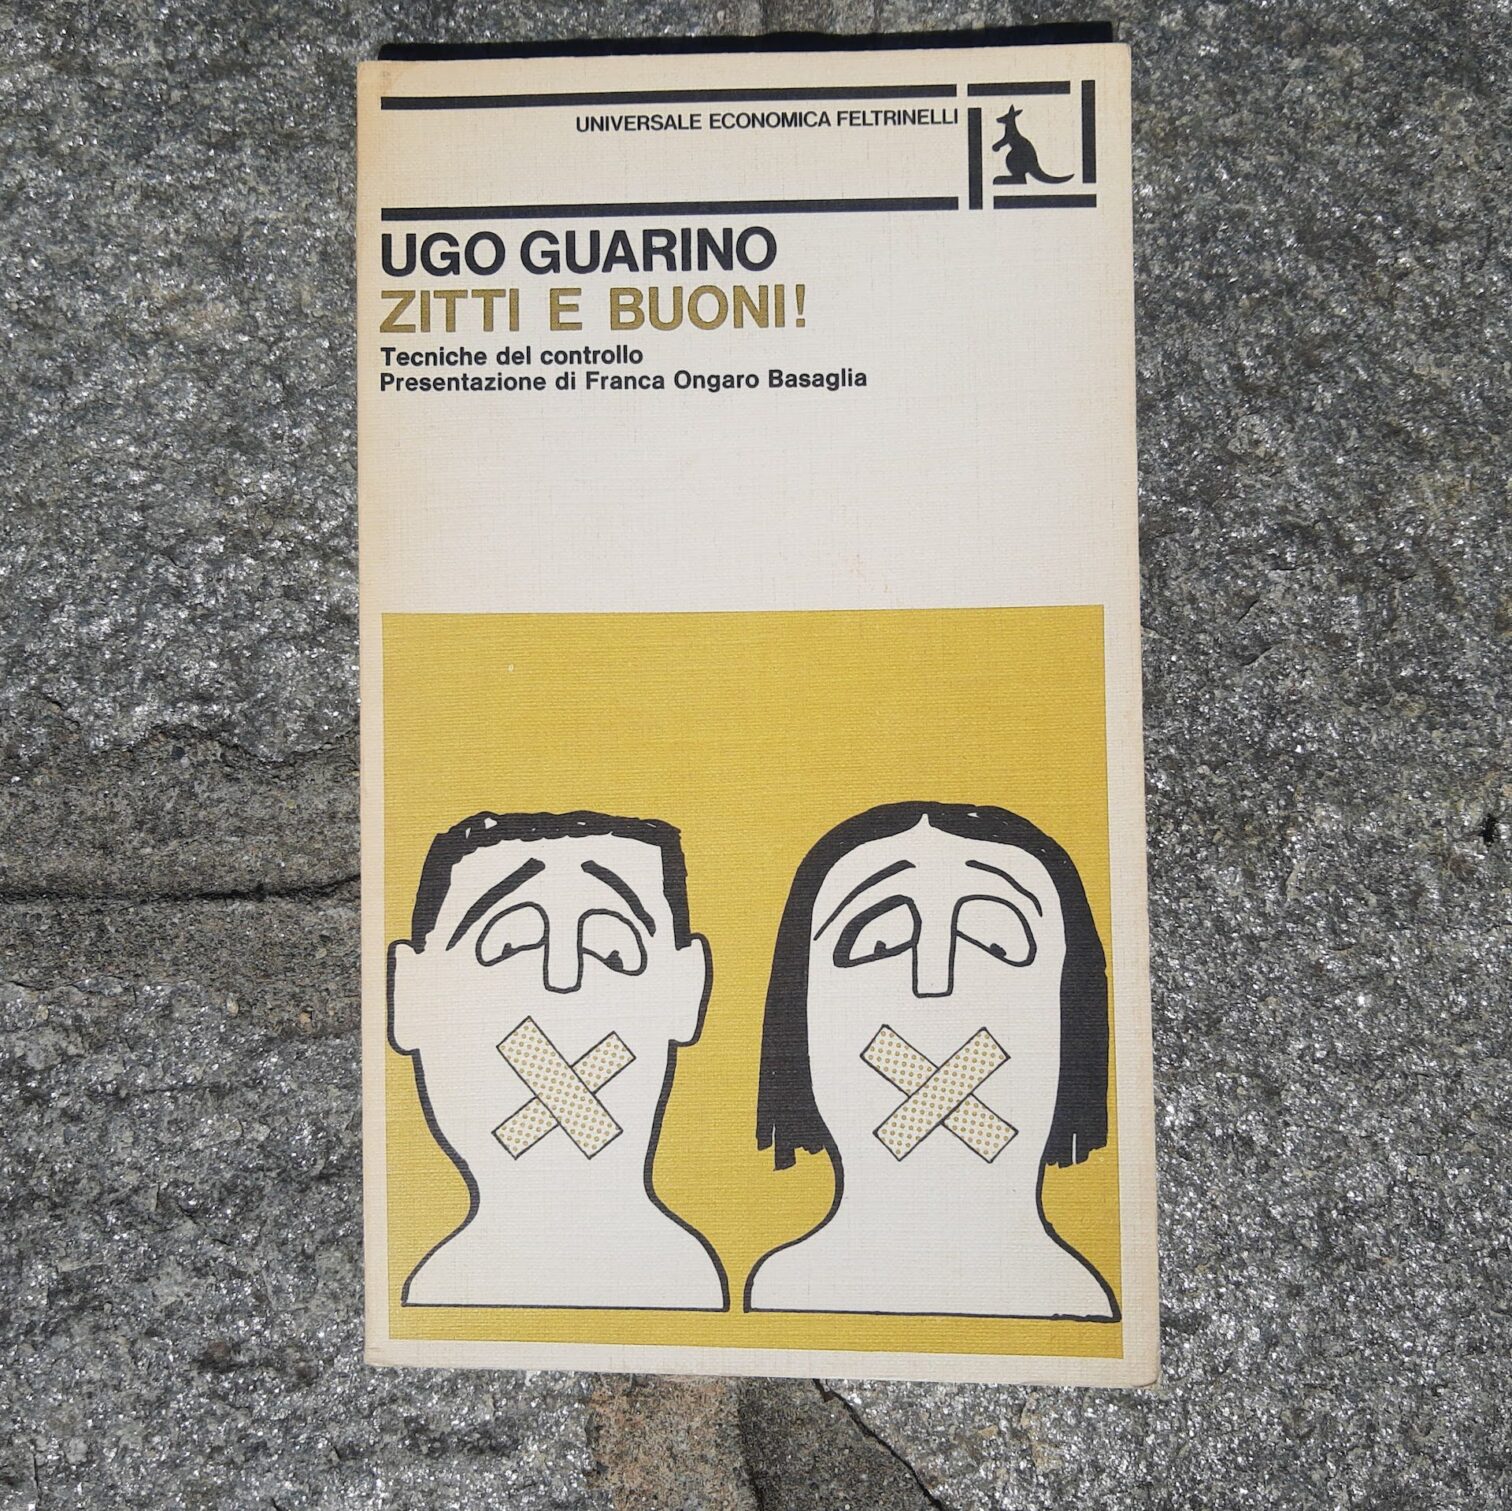 UNIVERSALE ECONOMICA FELTRINELLI
UGO GUARINO
ZITTI E BUONI!
Tecniche del controllo
Presentazione di Franca Ongaro Basaglia